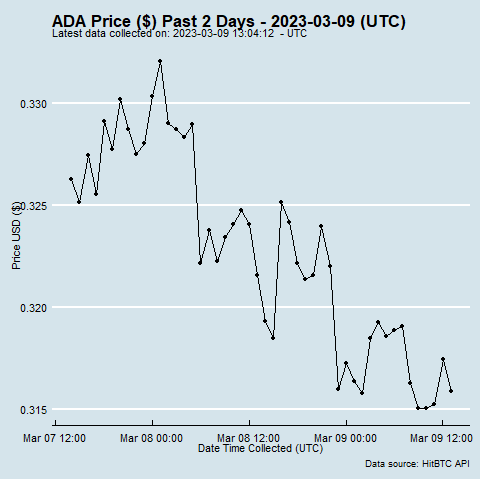 ADA Price ($) Past 2 Days - 2023-03-09 (UTC)
Latest data collected on: 2023-03-09 13:04:12 - UTC
0.330
0.325
0.320
0.315
Price USD ($)
Mar 07 12:00 Mar 08 00:00 Mar 08 12:00 Mar 09 00:00 Mar 09 12:00
Date Time Collected (UTC)
Data source: HitBTC API